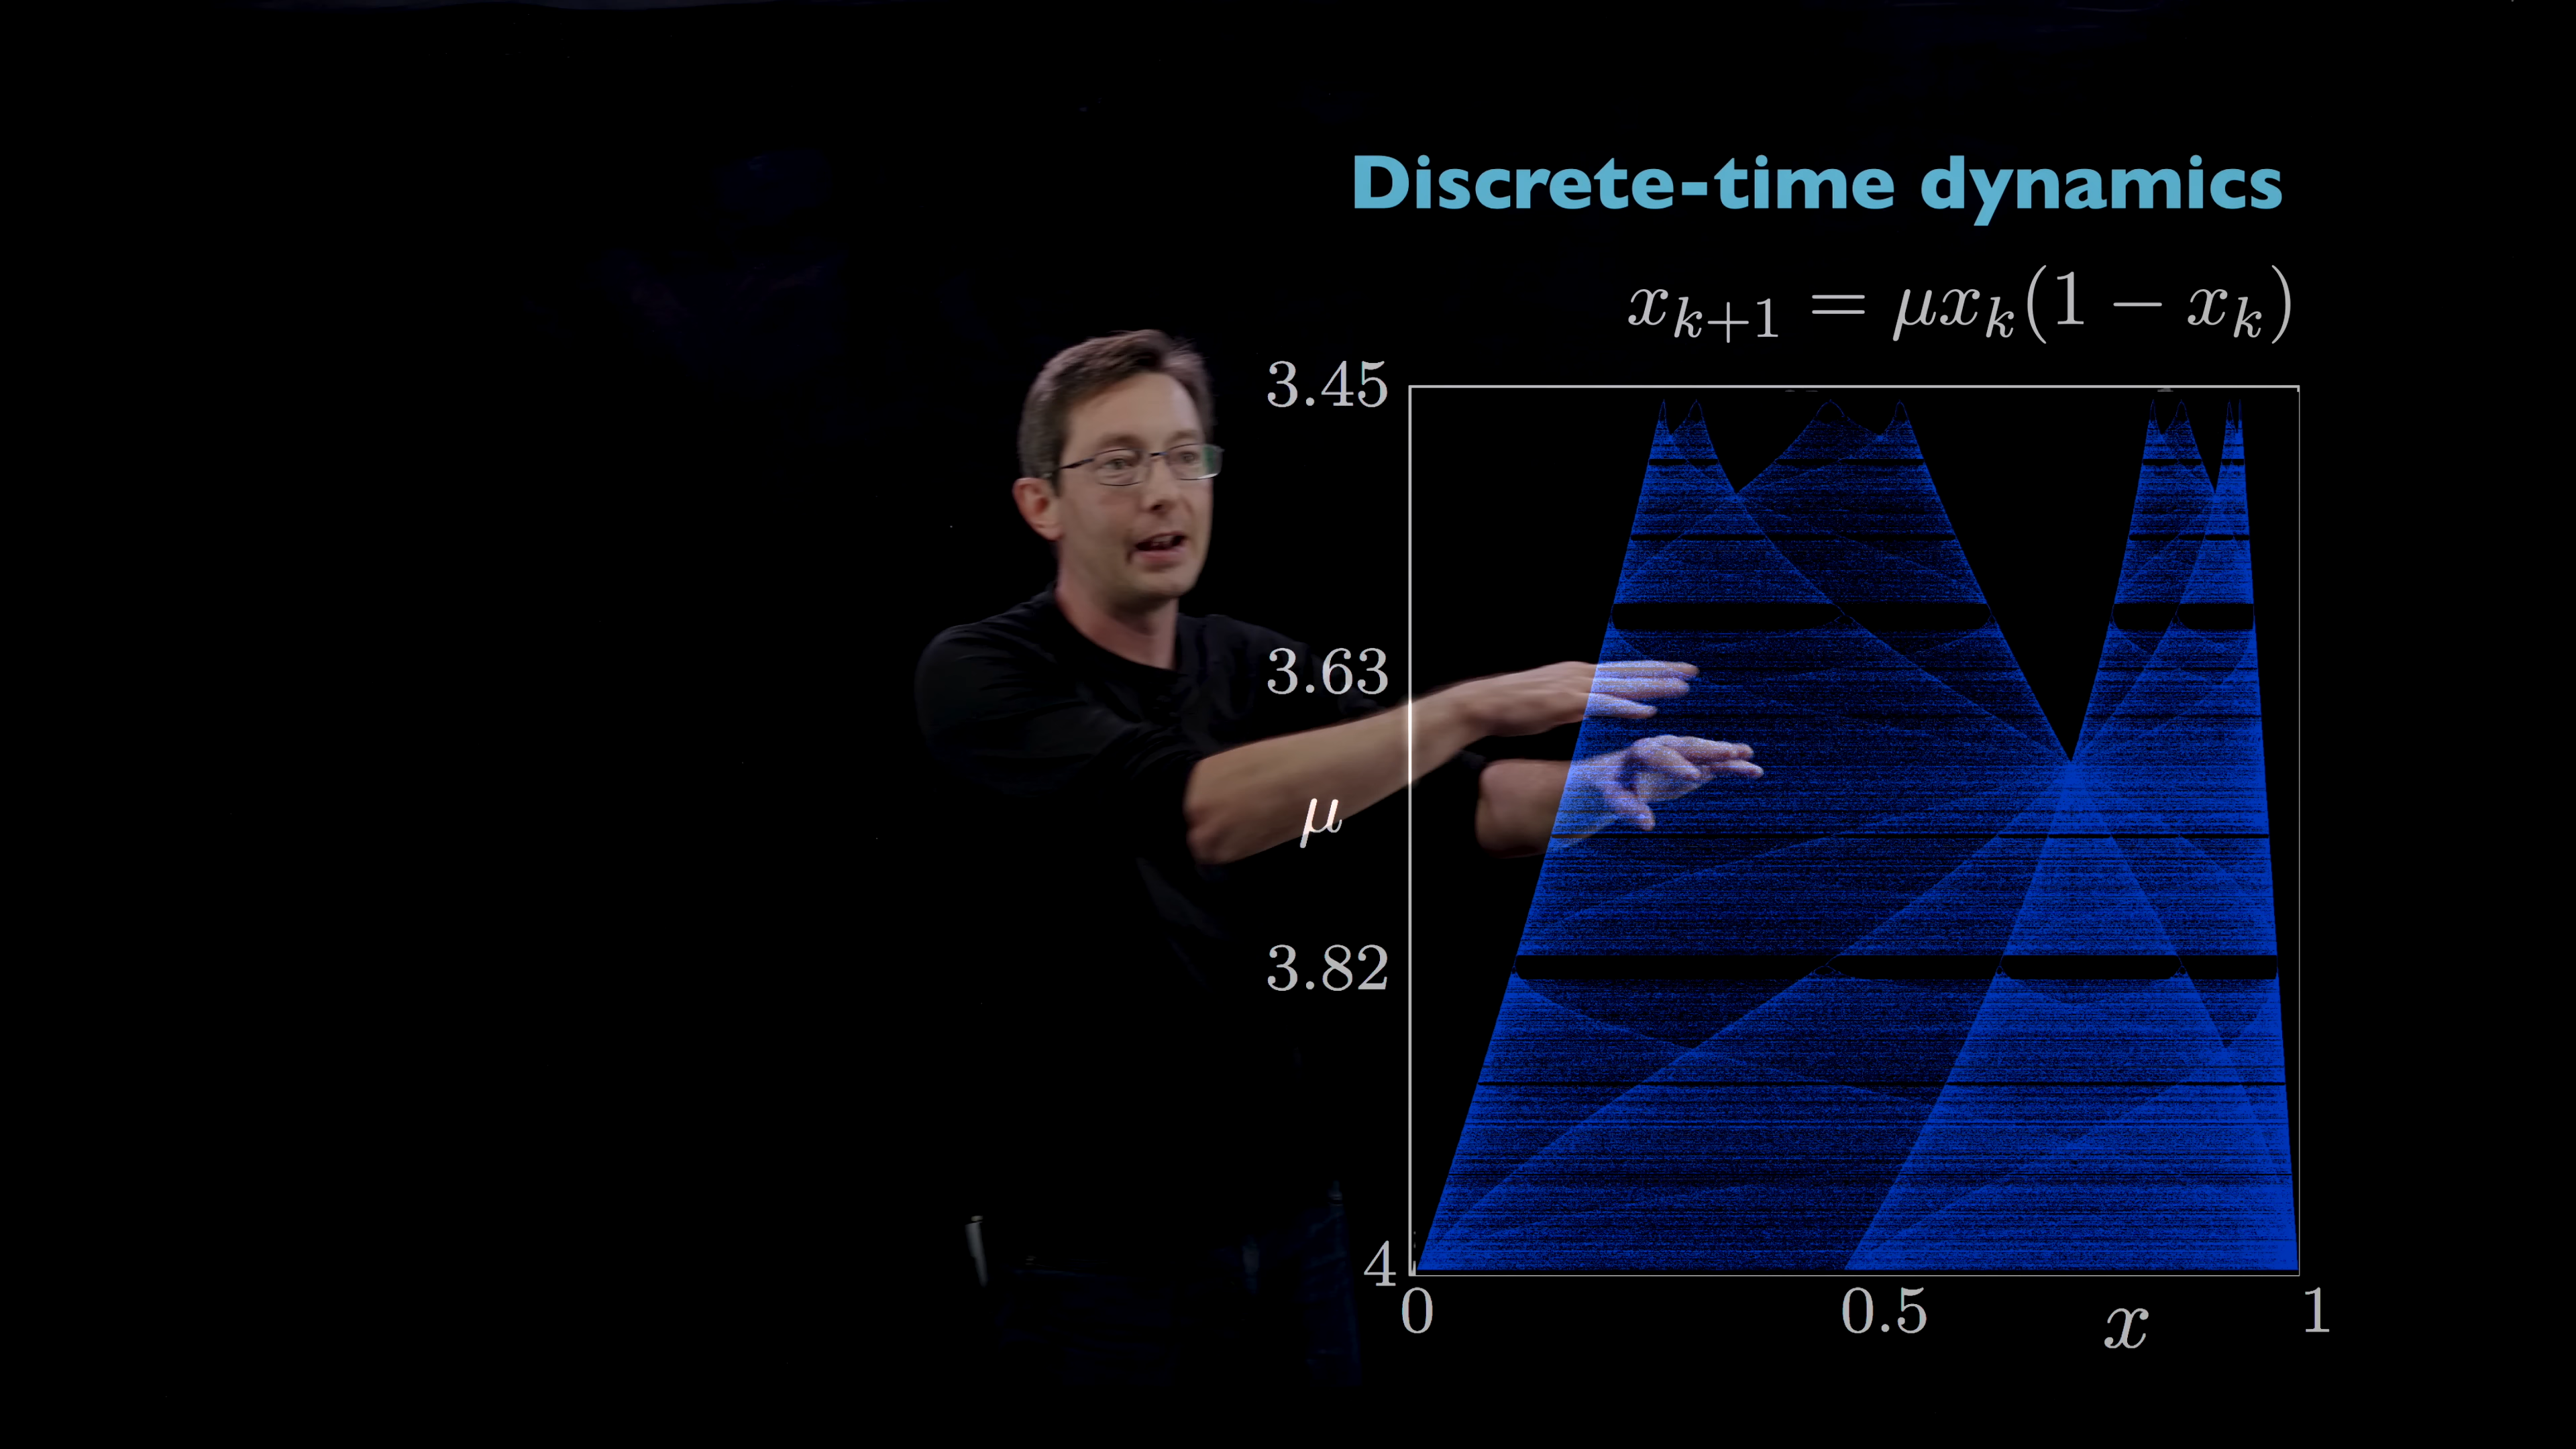 Discrete-time dynamics
x_{k+1} = μx_k(1 − x_k)
3.45
3.63
μ
3.82
4
0
0.5
x
1